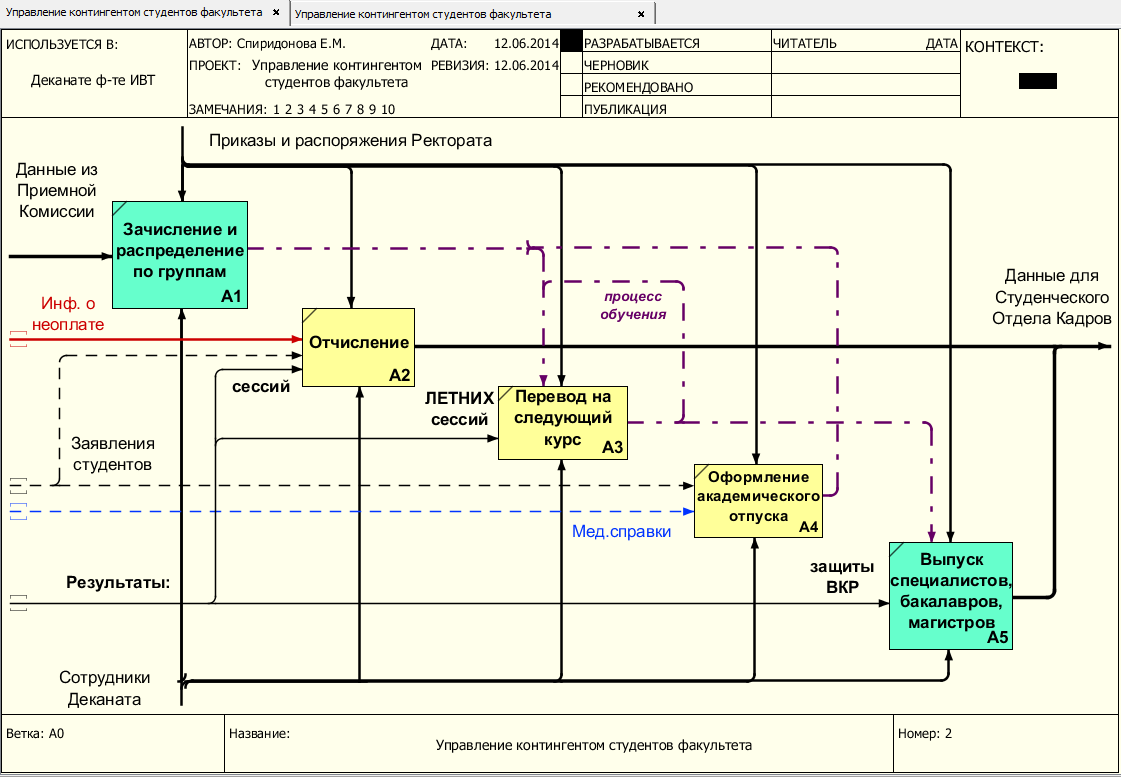 Управление контингентом студентов факультета ×
Управление контингентом студентов факультета ×
ИСПОЛЬЗУЕТСЯ В:
Деканате ф-те ИВТ
АВТОР: Спиридонова Е.М.
ДАТА: 12.06.2014
ПРОЕКТ: Управление контингентом
студентов факультета
РЕВИЗИЯ: 12.06.2014
ЗАМЕЧАНИЯ: 1 2 3 4 5 6 7 8 9 10
РАЗРАБАТЫВАЕТСЯ
ЧЕРНОВИК
РЕКОМЕНДОВАНО
ПУБЛИКАЦИЯ
ЧИТАТЕЛЬ ДАТА
КОНТЕКСТ:
Приказы и распоряжения Ректората
Данные из
Приемной
Комиссии
Зачисление и
распределение
по группам
A1
Инф. о
неоплате
Отчисление
A2
процесс
обучения
Данные для
Студенческого
Отдела Кадров
сессий
ЛЕТНИХ
сессий
Перевод на
следующий
курс
A3
Заявления
студентов
Оформление
академического
отпуска
A4
Мед.справки
Результаты:
защиты
ВКР
Выпуск
специалистов,
бакалавров,
магистров
A5
Сотрудники
Деканата
Ветка: A0
Название:
Управление контингентом студентов факультета
Номер: 2